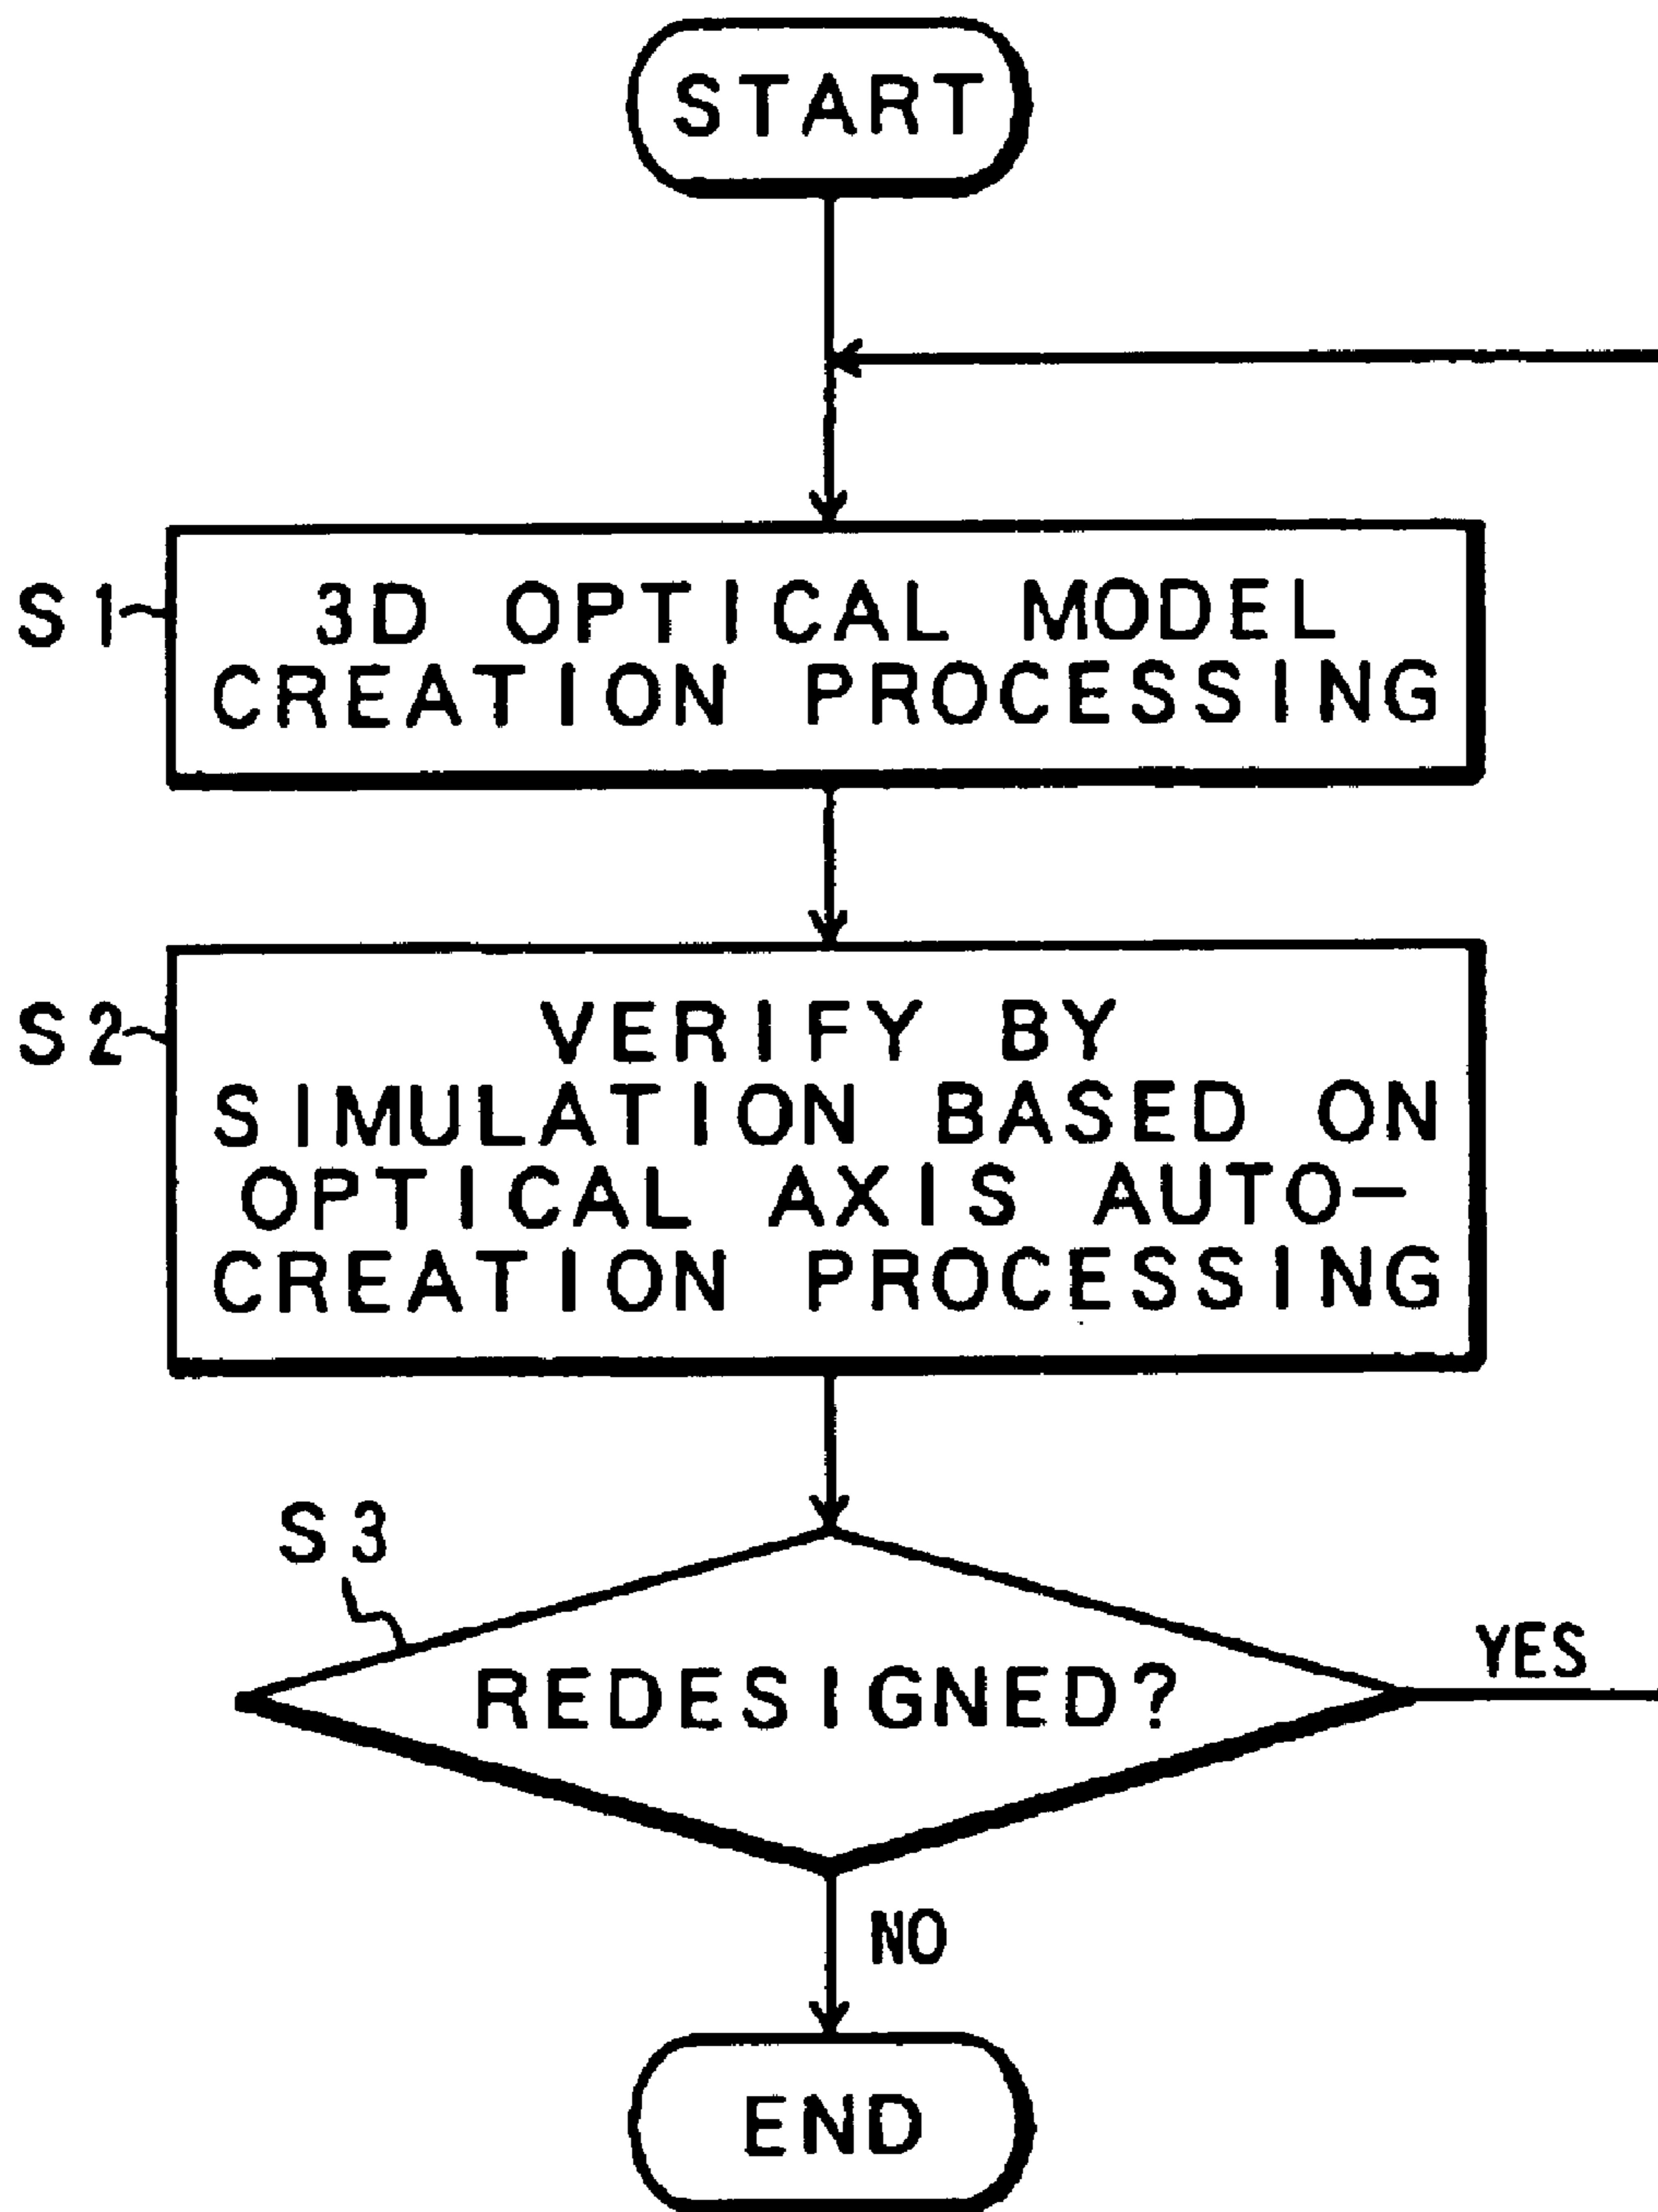 START
S1
3D OPTICAL MODEL
CREATION PROCESSING
S2
VERIFY BY
SIMULATION BASED ON
OPTICAL AXIS AUTO-
CREATION PROCESSING
S3
REDESIGNED?
YES
NO
END